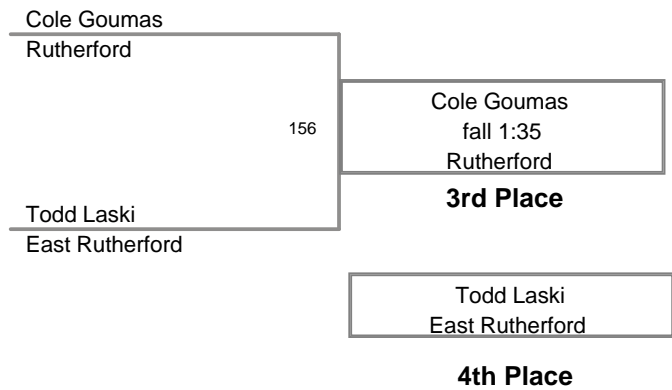 Cole Goumas
Rutherford
156
Cole Goumas
fall 1:35
Rutherford
3rd Place
Todd Laski
East Rutherford
Todd Laski
East Rutherford
4th Place